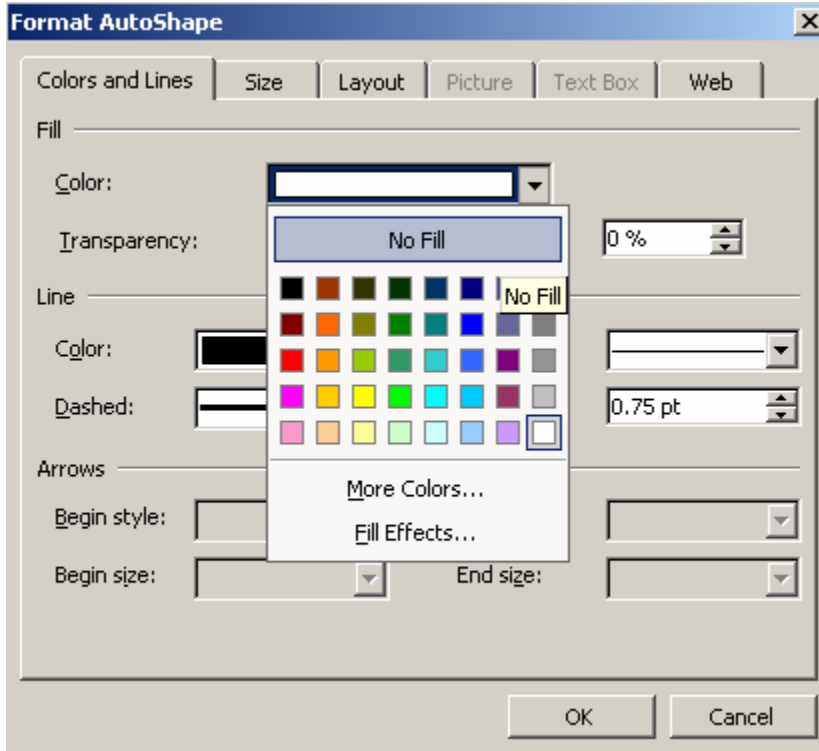 Format AutoShape
Colors and Lines Size Layout Picture Text Box Web
Fill
Color:
Transparency: 0 %
No Fill
No Fill
Line
Color:
Dashed: 0.75 pt
Arrows
More Colors...
Begin style:
Fill Effects...
Begin size: End size:
OK Cancel